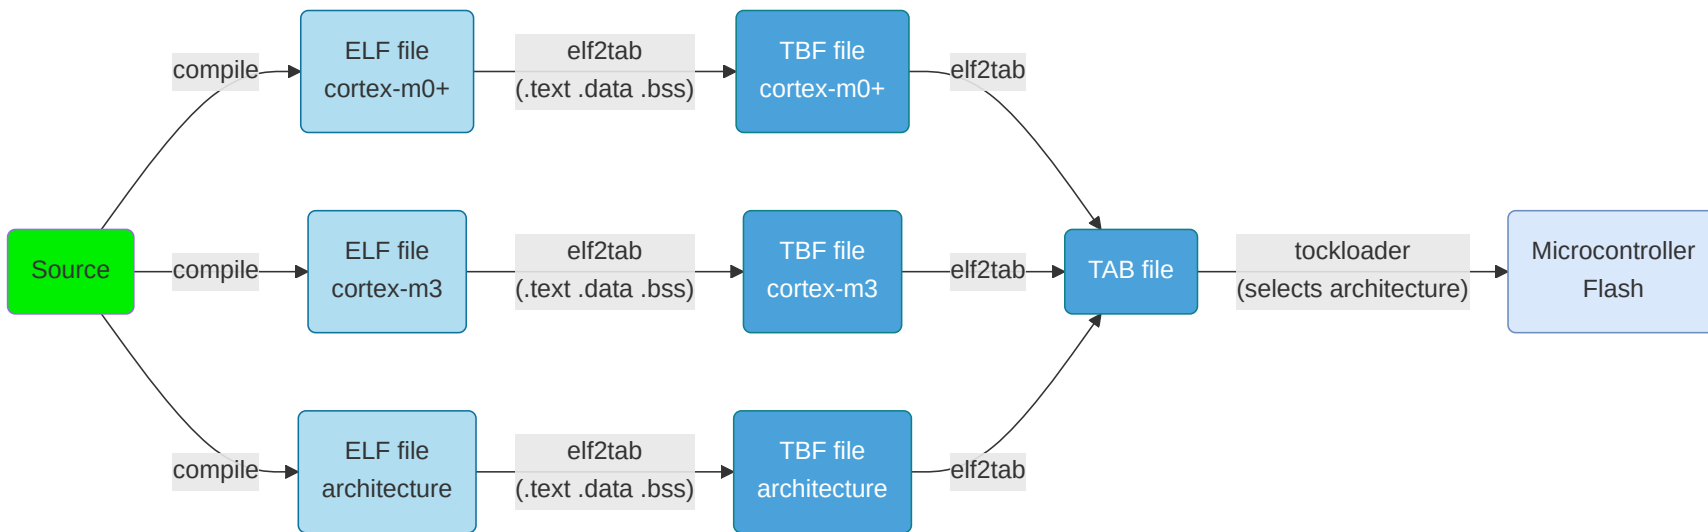 compile
ELF file
cortex-m0+
elf2tab
(.text .data .bss)
TBF file
cortex-m0+
elf2tab
Source
compile
ELF file
cortex-m3
elf2tab
(.text .data .bss)
TBF file
cortex-m3
elf2tab
TAB file
tockloader
(selects architecture)
Microcontroller
Flash
compile
ELF file
architecture
elf2tab
(.text .data .bss)
TBF file
architecture
elf2tab